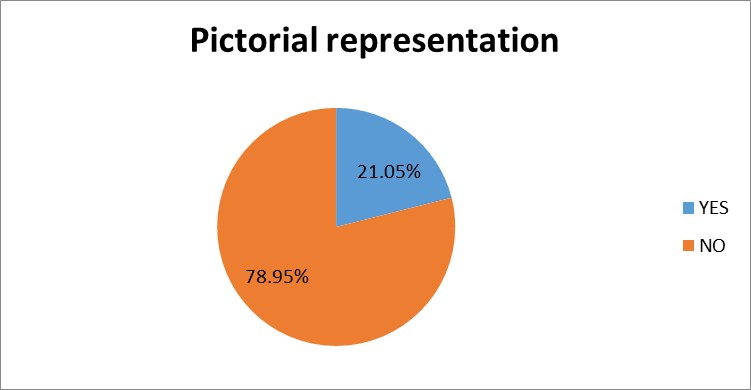 Pictorial representation
21.05%
YES
NO
78.95%